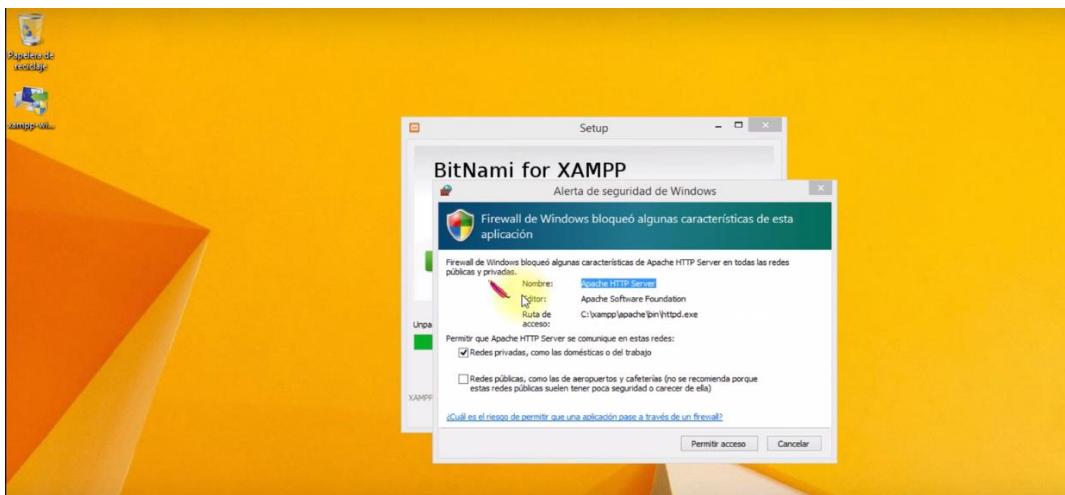 Papelera de
reciclaje
xampp-wi...
Setup
BitNami for XAMPP
Alerta de seguridad de Windows
Firewall de Windows bloqueó algunas características de esta
aplicación
Firewall de Windows bloqueó algunas características de Apache HTTP Server en todas las redes
públicas y privadas.
Nombre: Apache HTTP Server
Editor: Apache Software Foundation
Ruta de C:\xampp\apache\bin\httpd.exe
acceso:
Unpa
Permitir que Apache HTTP Server se comunique en estas redes:
Redes privadas, como las domésticas o del trabajo
Redes públicas, como las de aeropuertos y cafeterías (no se recomienda porque
estas redes públicas suelen tener poca seguridad o carecer de ella)
XAMPP
¿Cuál es el riesgo de permitir que una aplicación pase a través de un firewall?
Permitir acceso Cancelar